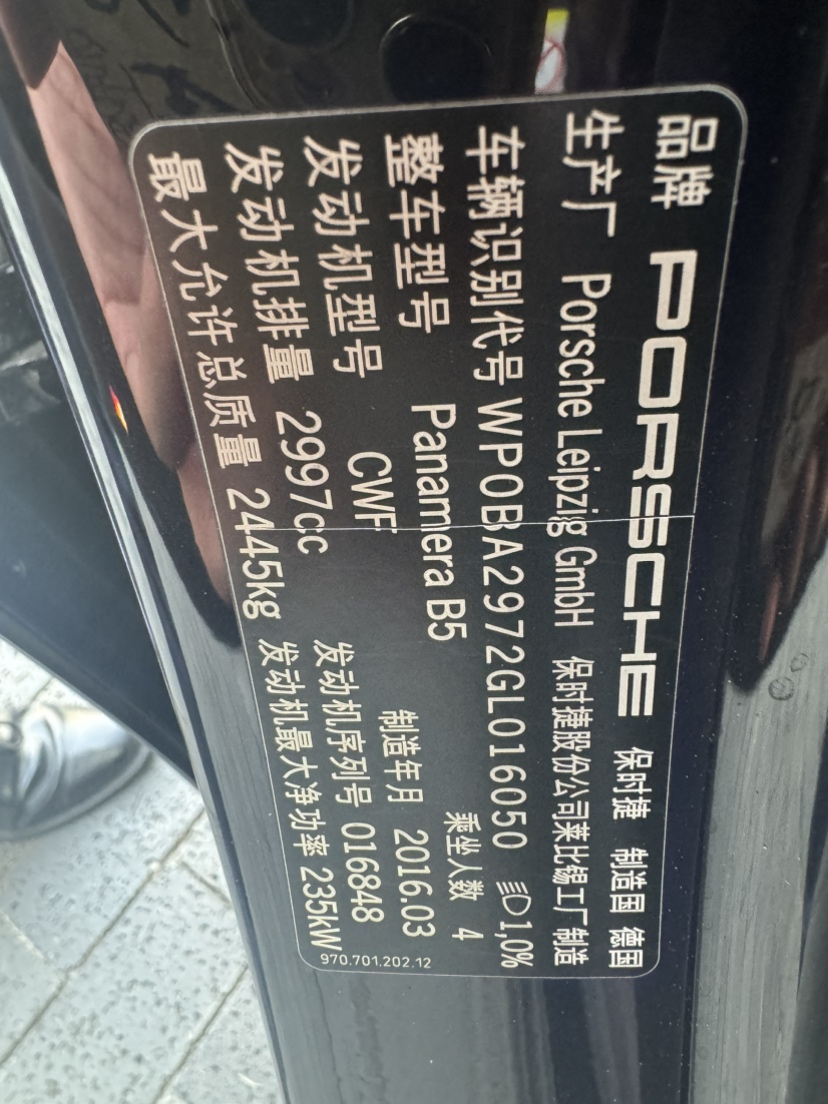 品牌 PORSCHE 保时捷 制造国 德国
生产厂 Porsche Leipzig GmbH 保时捷股份公司莱比锡工厂制造
车辆识别代号 WP0BA2972GL016050 1,0%
整车型号 Panamera B5 乘坐人数 4
发动机型号 CWF 制造年月 2016.03
发动机排量 2997cc 发动机序列号 016848
最大允许总质量 2445kg 发动机最大净功率 235kW
970.701.202.12